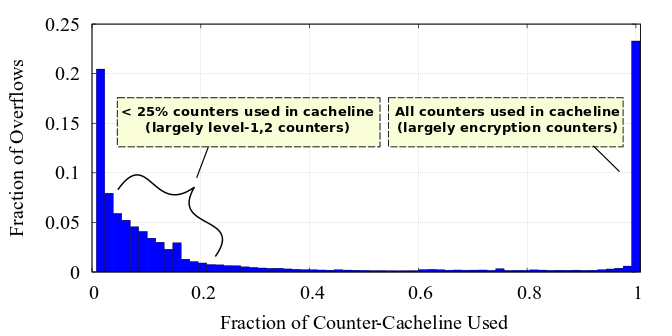 0.25
0.2
0.15
0.1
0.05
0
Fraction of Overflows
< 25% counters used in cacheline
(largely level-1,2 counters)
All counters used in cacheline
(largely encryption counters)
0 0.2 0.4 0.6 0.8 1
Fraction of Counter-Cacheline Used